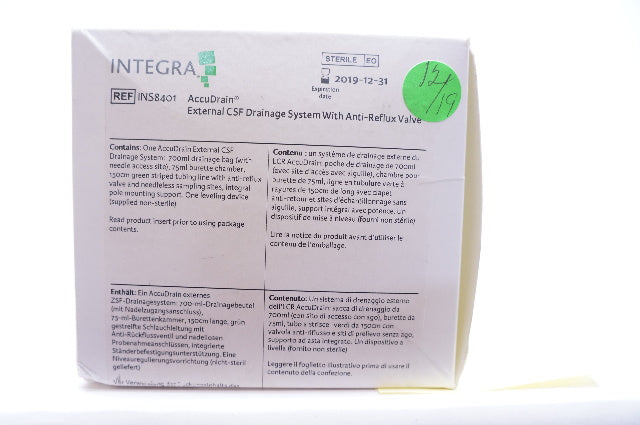 INTEGRA
STERILE EO
2019-12-31
Expiration
date
12/19
REF INS8401 AccuDrain®
External CSF Drainage System With Anti-Reflux Valve
Contains: One AccuDrain External CSF
Drainage System: 700ml drainage bag (with
needle access site), 75ml burette chamber,
150cm green striped tubing line with anti-reflux
valve and needleless sampling sites, integral
pole mounting support. One leveling device
(supplied non-sterile)
Read product insert prior to using package
contents.
Contenu : un système de drainage externe du
LCR AccuDrain: poche de drainage de 700ml
(avec site d'accès avec aiguille), chambre pour
burette de 75ml, ligne en tubulure verte à
rayures de 150cm de long avec clapet
anti-retour et sites d'échantillonnage sans
aiguille, support intégral avec potence. Un
dispositif de mise à niveau (fourni non stérile)
Lire la notice du produit avant d'utiliser le
contenu de l'emballage.
Enthält: Ein AccuDrain externes
ZSF-Drainagesystem: 700-ml-Drainagebeutel
(mit Nadelzugangsanschluss),
75-ml-Bürettenkammer, 150cm lange, grün
gestreifte Schlauchleitung mit
Anti-Rückflussventil und nadellosen
Probenahmeanschlüssen, integrierte
Ständerbefestigungsunterstützung. Eine
Niveauregulierungsvorrichtung (nicht-steril
geliefert)
Contenuto: Un sistema di drenaggio esterno
dell'LCR AccuDrain: sacca di drenaggio da
700ml (con sito di accesso con ago), buretta da
75ml, tubo a strisce verdi da 150cm con
valvola anti-riflusso e siti di prelievo senza ago,
supporto ad asta integrato. Un dispositivo a
livella (fornito non sterile)
Leggere il foglietto illustrativo prima di usare il
contenuto della confezione.